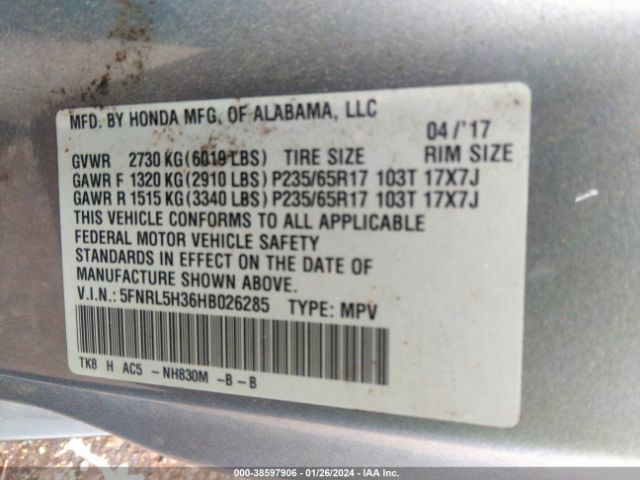 MFD. BY HONDA MFG. OF ALABAMA, LLC
04/'17
GVWR 2730 KG(6019 LBS) TIRE SIZE RIM SIZE
GAWR F 1320 KG(2910 LBS) P235/65R17 103T 17X7J
GAWR R 1515 KG(3340 LBS) P235/65R17 103T 17X7J
THIS VEHICLE CONFORMS TO ALL APPLICABLE
FEDERAL MOTOR VEHICLE SAFETY
STANDARDS IN EFFECT ON THE DATE OF
MANUFACTURE SHOWN ABOVE.
V.I.N.: 5FNRL5H36HB026285 TYPE: MPV
TK8 H AC5 - NH830M - B - B
000-38597906 - 01/26/2024 - IAA Inc.